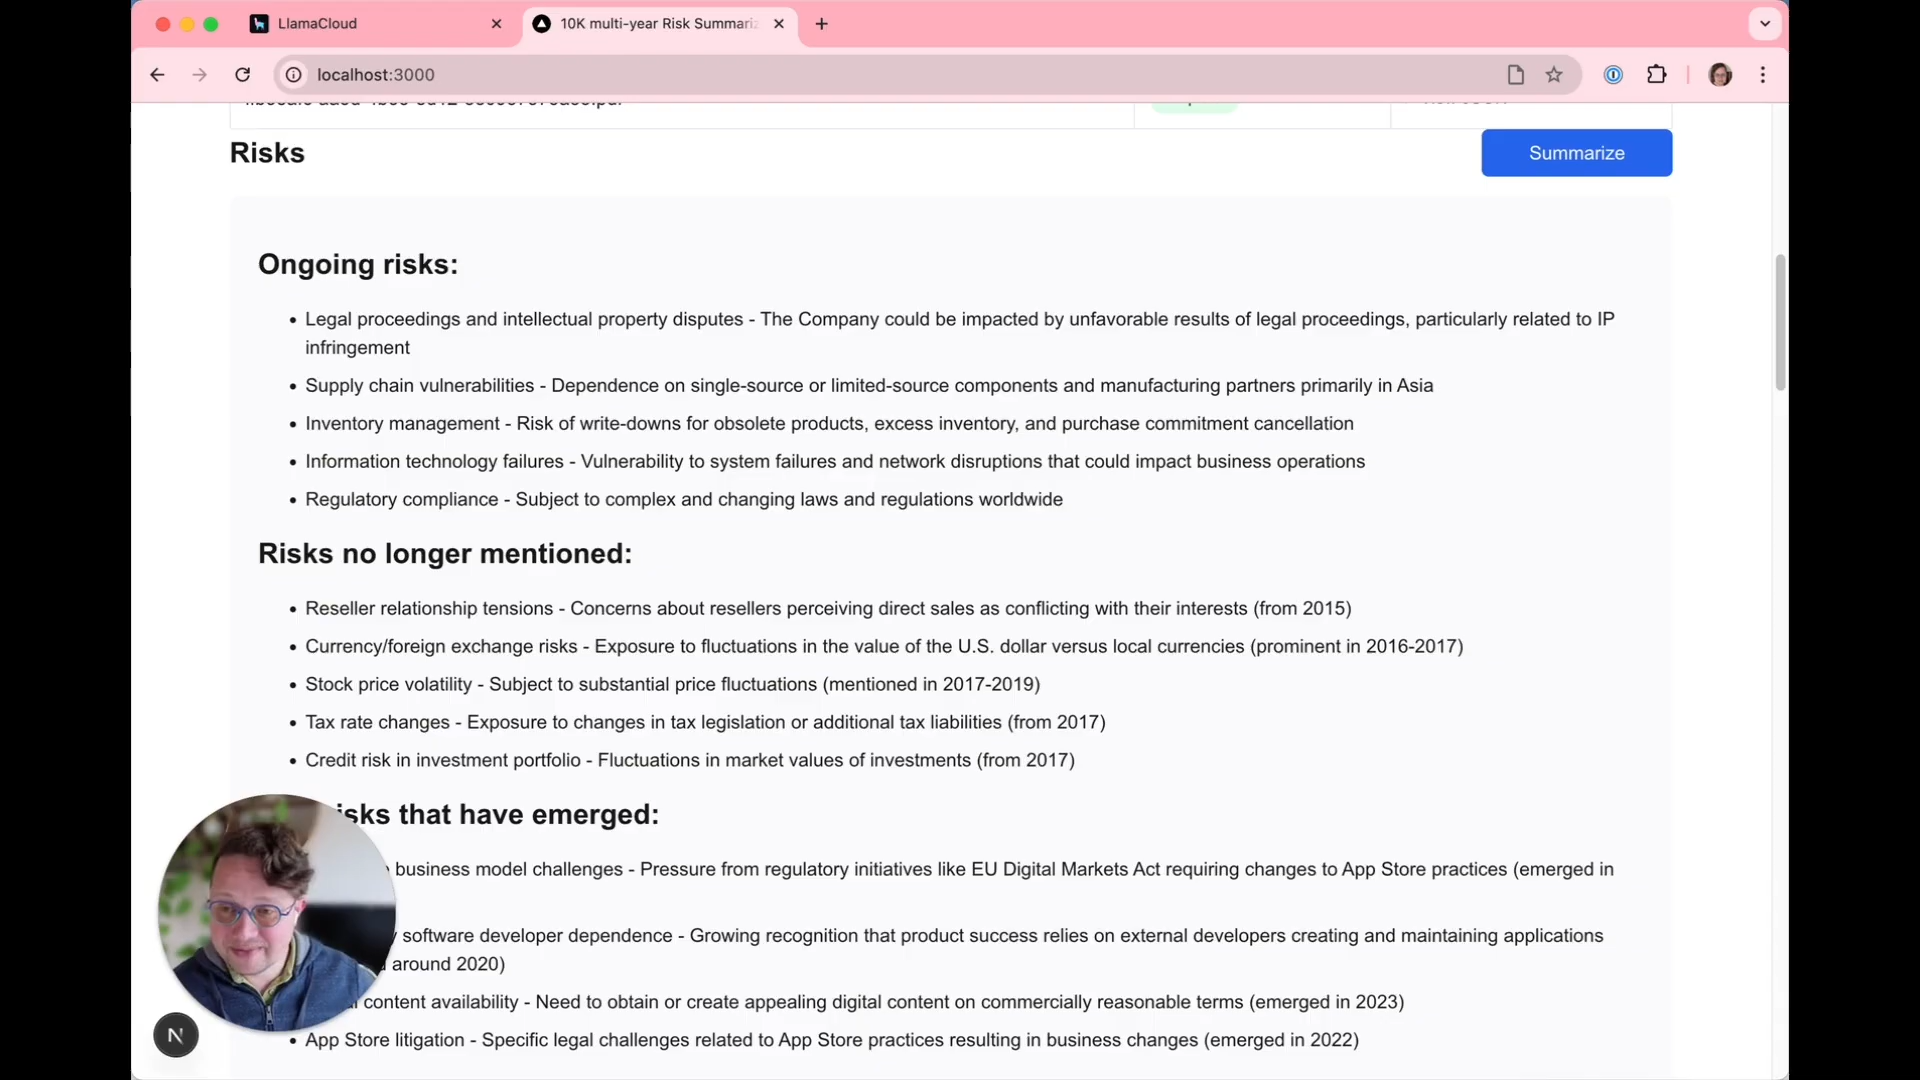 LlamaCloud
10K multi-year Risk Summariz
localhost:3000
Risks
Summarize
Ongoing risks:
Legal proceedings and intellectual property disputes - The Company could be impacted by unfavorable results of legal proceedings, particularly related to IP
infringement
Supply chain vulnerabilities - Dependence on single-source or limited-source components and manufacturing partners primarily in Asia
Inventory management - Risk of write-downs for obsolete products, excess inventory, and purchase commitment cancellation
Information technology failures - Vulnerability to system failures and network disruptions that could impact business operations
Regulatory compliance - Subject to complex and changing laws and regulations worldwide
Risks no longer mentioned:
Reseller relationship tensions - Concerns about resellers perceiving direct sales as conflicting with their interests (from 2015)
Currency/foreign exchange risks - Exposure to fluctuations in the value of the U.S. dollar versus local currencies (prominent in 2016-2017)
Stock price volatility - Subject to substantial price fluctuations (mentioned in 2017-2019)
Tax rate changes - Exposure to changes in tax legislation or additional tax liabilities (from 2017)
Credit risk in investment portfolio - Fluctuations in market values of investments (from 2017)
isks that have emerged:
business model challenges - Pressure from regulatory initiatives like EU Digital Markets Act requiring changes to App Store practices (emerged in
software developer dependence - Growing recognition that product success relies on external developers creating and maintaining applications
around 2020)
content availability - Need to obtain or create appealing digital content on commercially reasonable terms (emerged in 2023)
App Store litigation - Specific legal challenges related to App Store practices resulting in business changes (emerged in 2022)
N